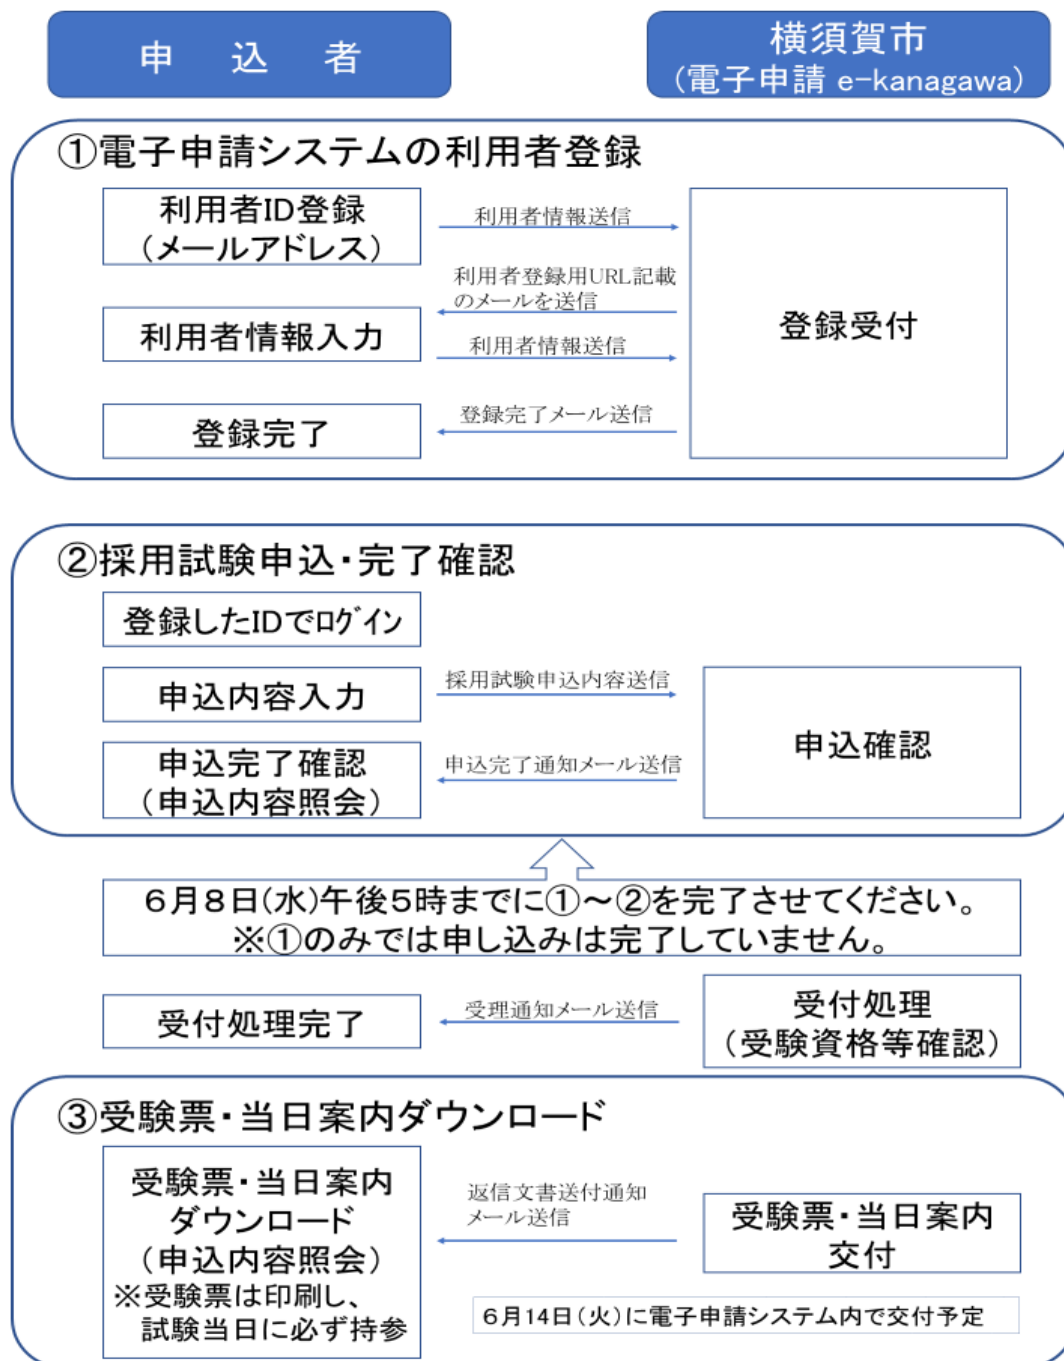 申 込 者
横須賀市
(電子申請 e-kanagawa)
①電子申請システムの利用者登録
利用者ID登録
(メールアドレス)
利用者情報送信
利用者登録用URL記載
のメールを送信
利用者情報入力
利用者情報送信
登録完了
登録完了メール送信
登録受付
②採用試験申込・完了確認
登録したIDでログイン
申込内容入力
採用試験申込内容送信
申込完了確認
(申込内容照会)
申込完了通知メール送信
申込確認
6月8日(水)午後5時までに①~②を完了させてください。
※①のみでは申し込みは完了していません。
受付処理完了
受理通知メール送信
受付処理
(受験資格等確認)
③受験票・当日案内ダウンロード
受験票・当日案内
ダウンロード
(申込内容照会)
※受験票は印刷し、
試験当日に必ず持参
返信文書送付通知
メール送信
受験票・当日案内
交付
6月14日(火)に電子申請システム内で交付予定